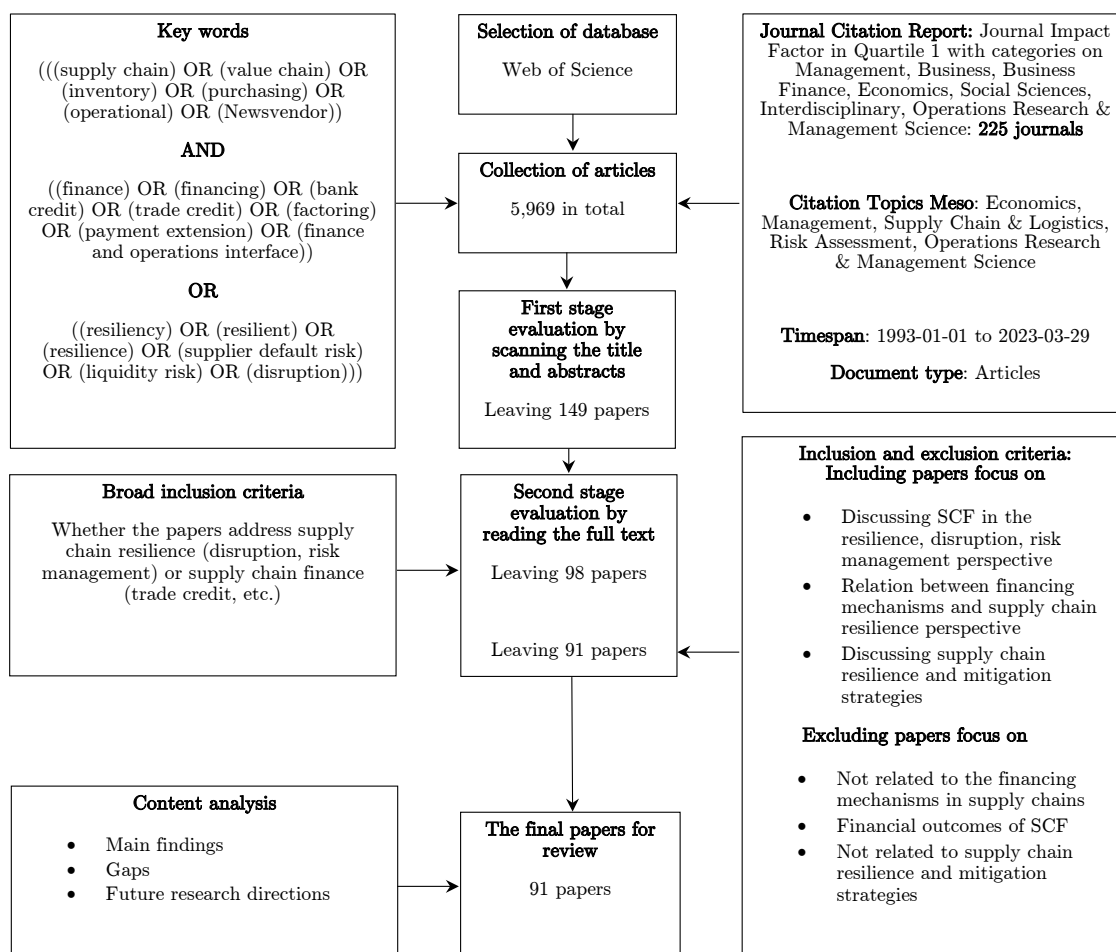 Key words
(((supply chain) OR (value chain) OR
(inventory) OR (purchasing) OR
(operational) OR (Newsvendor))
AND
((finance) OR (financing) OR (bank
credit) OR (trade credit) OR (factoring)
OR (payment extension) OR (finance
and operations interface))
OR
((resiliency) OR (resilient) OR
(resilience) OR (supplier default risk)
OR (liquidity risk) OR (disruption)))
Selection of database
Web of Science
Collection of articles
5,969 in total
First stage
evaluation by
scanning the title
and abstracts
Leaving 149 papers
Journal Citation Report: Journal Impact
Factor in Quartile 1 with categories on
Management, Business, Business
Finance, Economics, Social Sciences,
Interdisciplinary, Operations Research &
Management Science: 225 journals
Citation Topics Meso: Economics,
Management, Supply Chain & Logistics,
Risk Assessment, Operations Research
& Management Science
Timespan: 1993-01-01 to 2023-03-29
Document type: Articles
Broad inclusion criteria
Whether the papers address supply
chain resilience (disruption, risk
management) or supply chain finance
(trade credit, etc.)
Second stage
evaluation by
reading the full text
Leaving 98 papers
Leaving 91 papers
Inclusion and exclusion criteria:
Including papers focus on
• Discussing SCF in the
resilience, disruption, risk
management perspective
• Relation between financing
mechanisms and supply chain
resilience perspective
• Discussing supply chain
resilience and mitigation
strategies
Excluding papers focus on
• Not related to the financing
mechanisms in supply chains
• Financial outcomes of SCF
• Not related to supply chain
resilience and mitigation
strategies
Content analysis
• Main findings
• Gaps
• Future research directions
The final papers for
review
91 papers